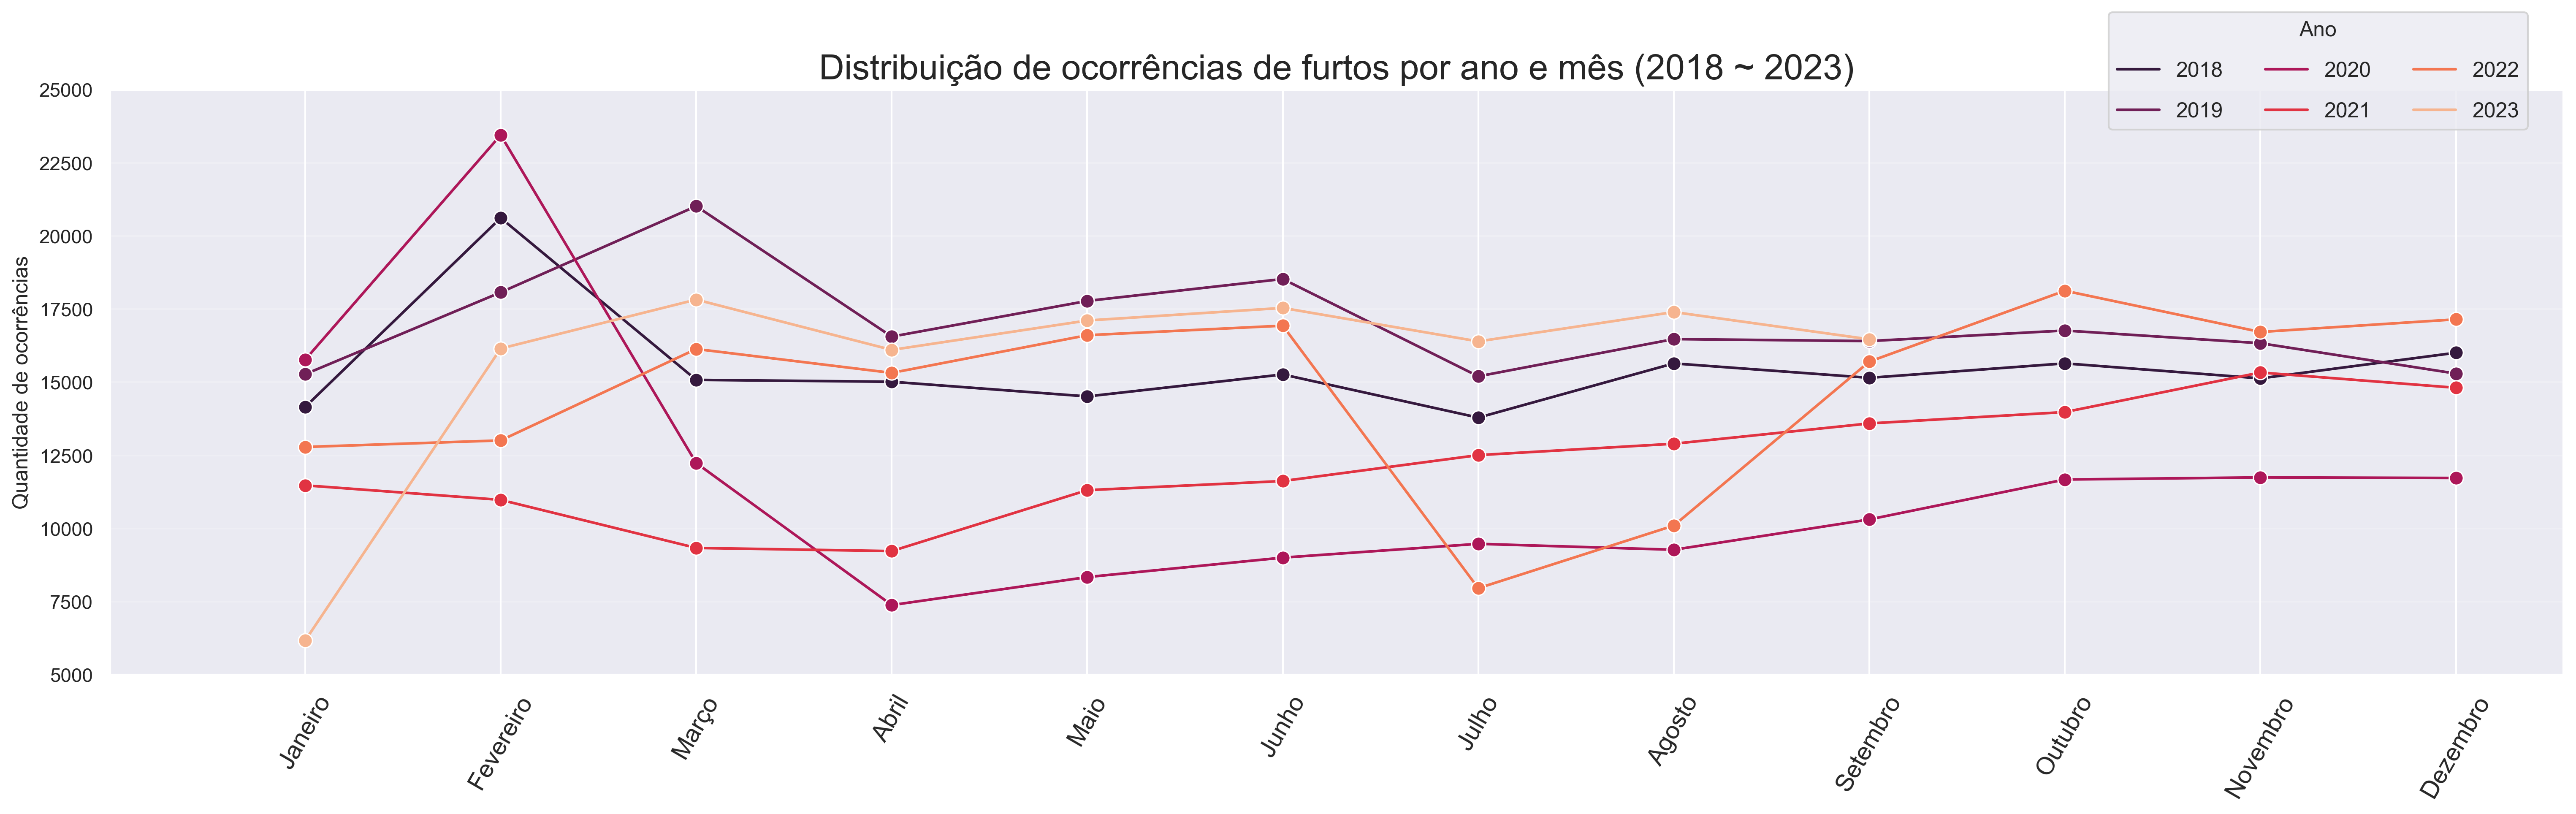 Ano
2018 2020 2022
2019 2021 2023
Distribuição de ocorrências de furtos por ano e mês (2018 ~ 2023)
Quantidade de ocorrências
25000
22500
20000
17500
15000
12500
10000
7500
5000
Janeiro
Fevereiro
Março
Abril
Maio
Junho
Julho
Agosto
Setembro
Outubro
Novembro
Dezembro